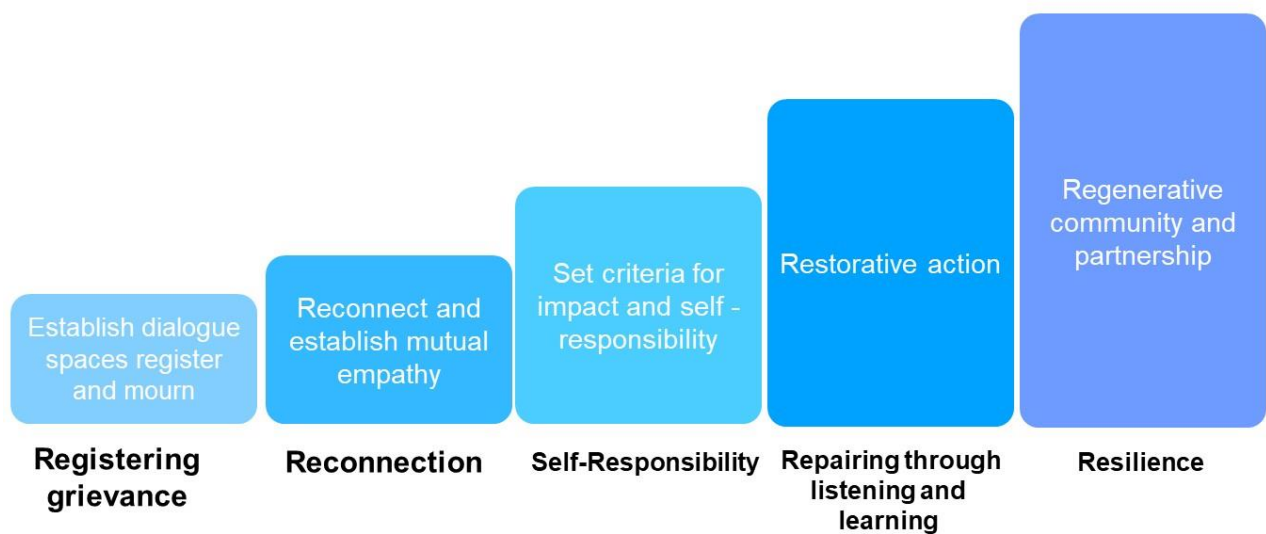 Establish dialogue
spaces register
and mourn
Registering
grievance
Reconnect and
establish mutual
empathy
Reconnection
Set criteria for
impact and self -
responsibility
Self-Responsibility
Restorative action
Repairing through
listening and
learning
Regenerative
community and
partnership
Resilience